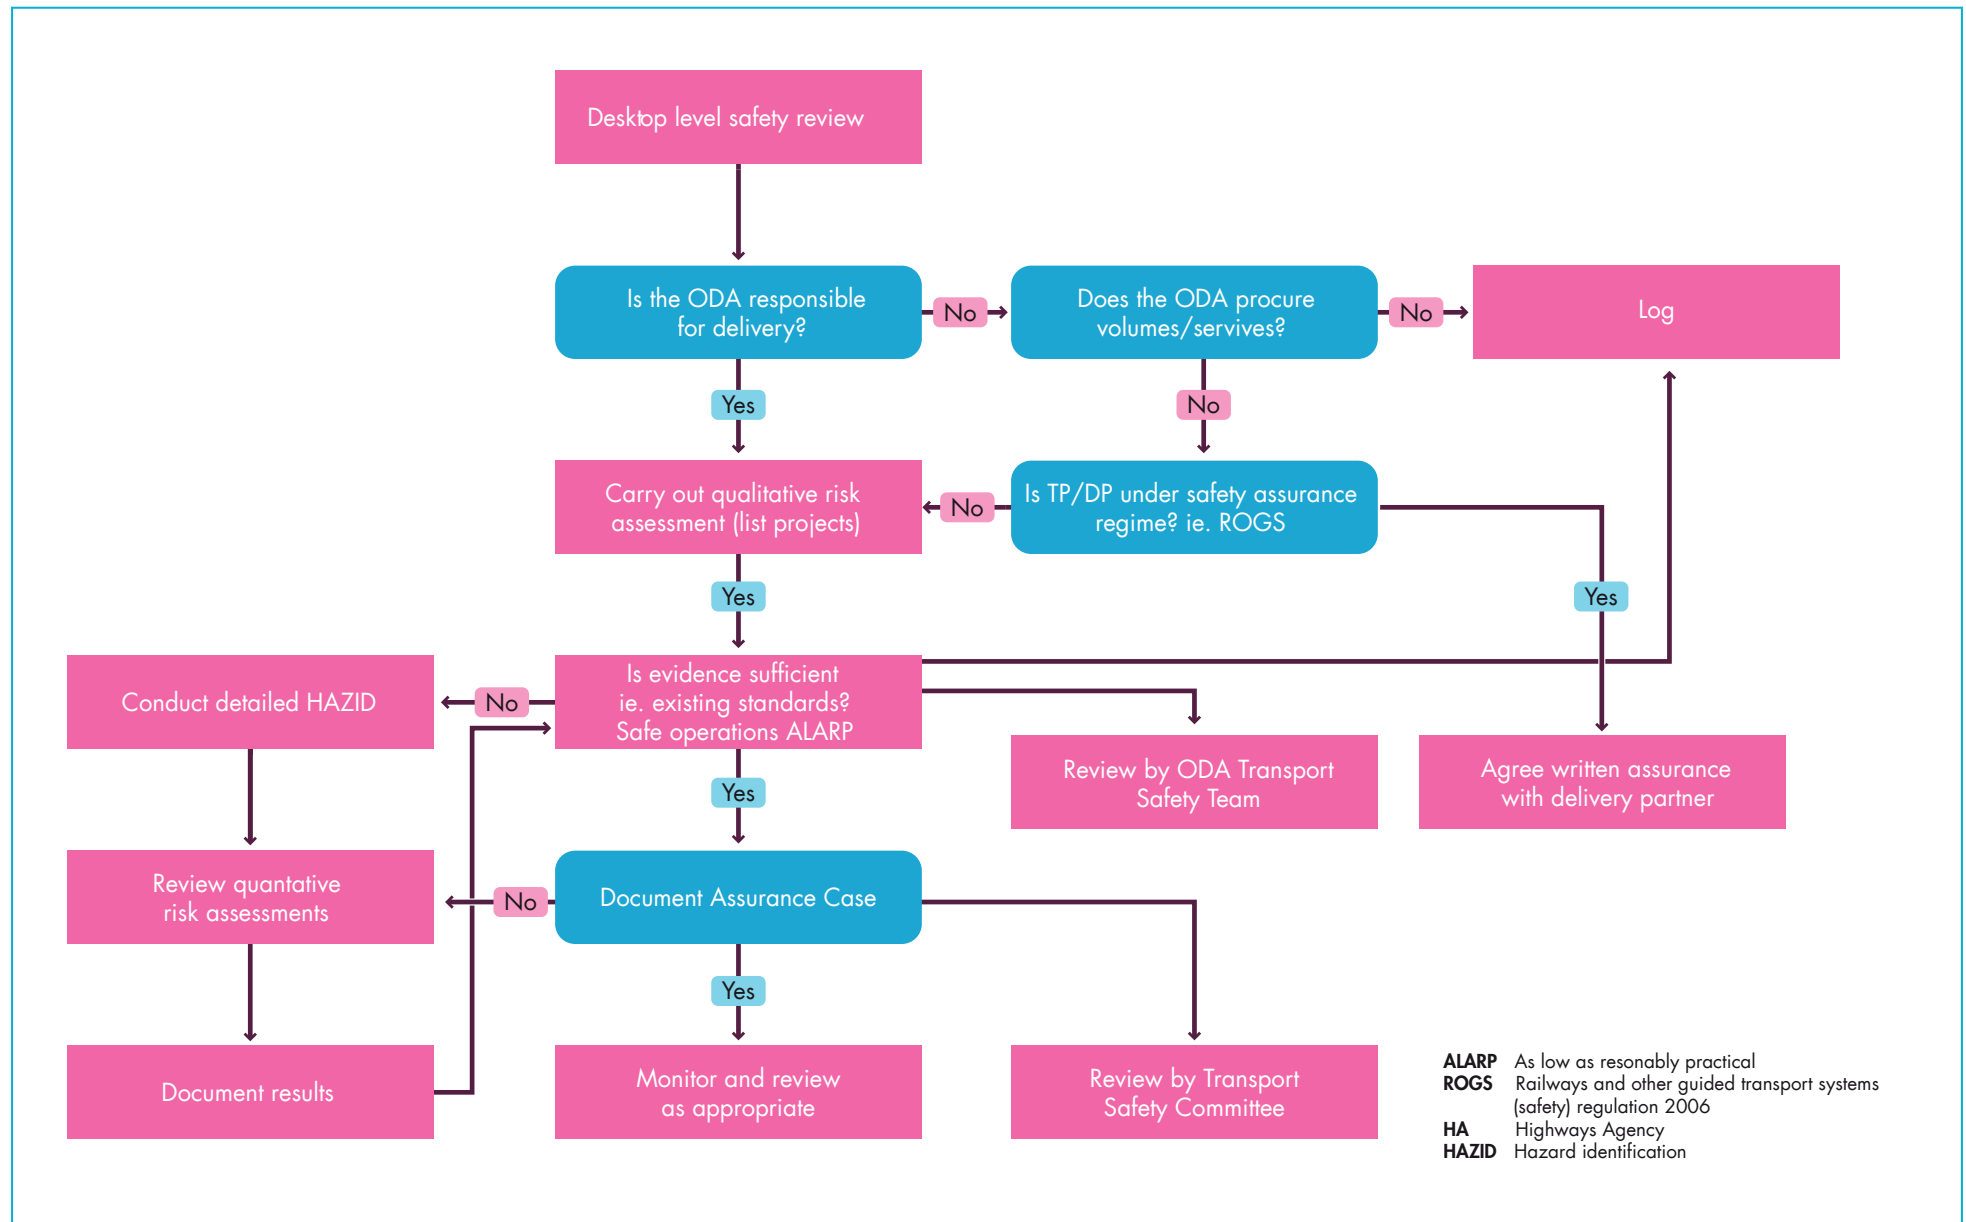 Desktop level safety review
Is the ODA responsible
for delivery?
No
Does the ODA procure
volumes/servives?
No
Log
Yes
No
Carry out qualitative risk
assessment (list projects)
No
Is TP/DP under safety assurance
regime? ie. ROGS
Yes
Yes
Conduct detailed HAZID
No
Is evidence sufficient
ie. existing standards?
Safe operations ALARP
Review by ODA Transport
Safety Team
Agree written assurance
with delivery partner
Yes
Review quantative
risk assessments
No
Document Assurance Case
Yes
Document results
Monitor and review
as appropriate
Review by Transport
Safety Committee
ALARP As low as resonably practical
ROGS Railways and other guided transport systems
(safety) regulation 2006
HA Highways Agency
HAZID Hazard identification